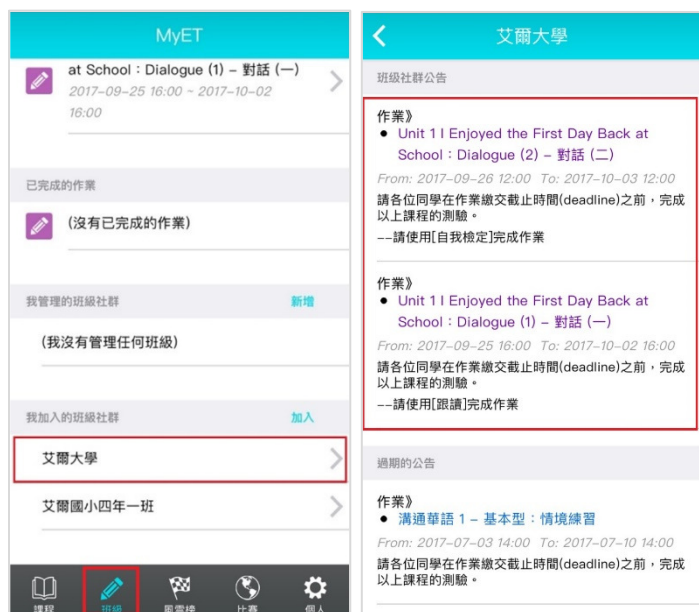 MyET
at School：Dialogue (1) – 對話 (一)
2017-09-25 16:00 ~ 2017-10-02
16:00
已完成的作業
(沒有已完成的作業)
我管理的班級社群 新增
(我沒有管理任何班級)
我加入的班級社群 加入
艾爾大學
艾爾國小四年一班
課程 班級 風雲榜 比賽 個人
艾爾大學
班級社群公告
作業》
• Unit 1 I Enjoyed the First Day Back at
School：Dialogue (2) – 對話 (二)
From: 2017-09-26 12:00 To: 2017-10-03 12:00
請各位同學在作業繳交截止時間(deadline)之前，完成
以上課程的測驗。
––請使用[自我檢定]完成作業
作業》
• Unit 1 I Enjoyed the First Day Back at
School：Dialogue (1) – 對話 (一)
From: 2017-09-25 16:00 To: 2017-10-02 16:00
請各位同學在作業繳交截止時間(deadline)之前，完成
以上課程的測驗。
––請使用[跟讀]完成作業
過期的公告
作業》
• 溝通華語 1 – 基本型：情境練習
From: 2017-07-03 14:00 To: 2017-07-10 14:00
請各位同學在作業繳交截止時間(deadline)之前，完成
以上課程的測驗。